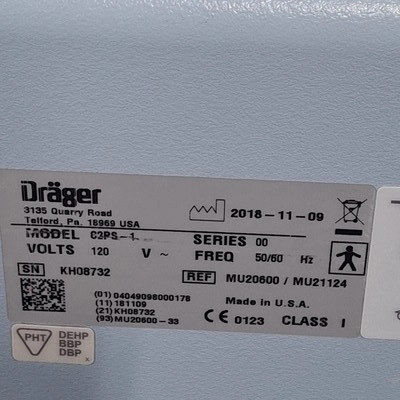 Dräger
3135 Quarry Road
Telford, Pa. 18969 USA
2018-11-09
MODEL C2PS-1
SERIES 00
VOLTS 120 V ~
FREQ 50/60 Hz
SN KH08732
REF MU20600 / MU21124
(01) 04049098000178
(11) 181109
(21) KH08732
(93) MU20600-33
Made in U.S.A.
CE 0123 CLASS I
PHT
DEHP
BBP
DBP